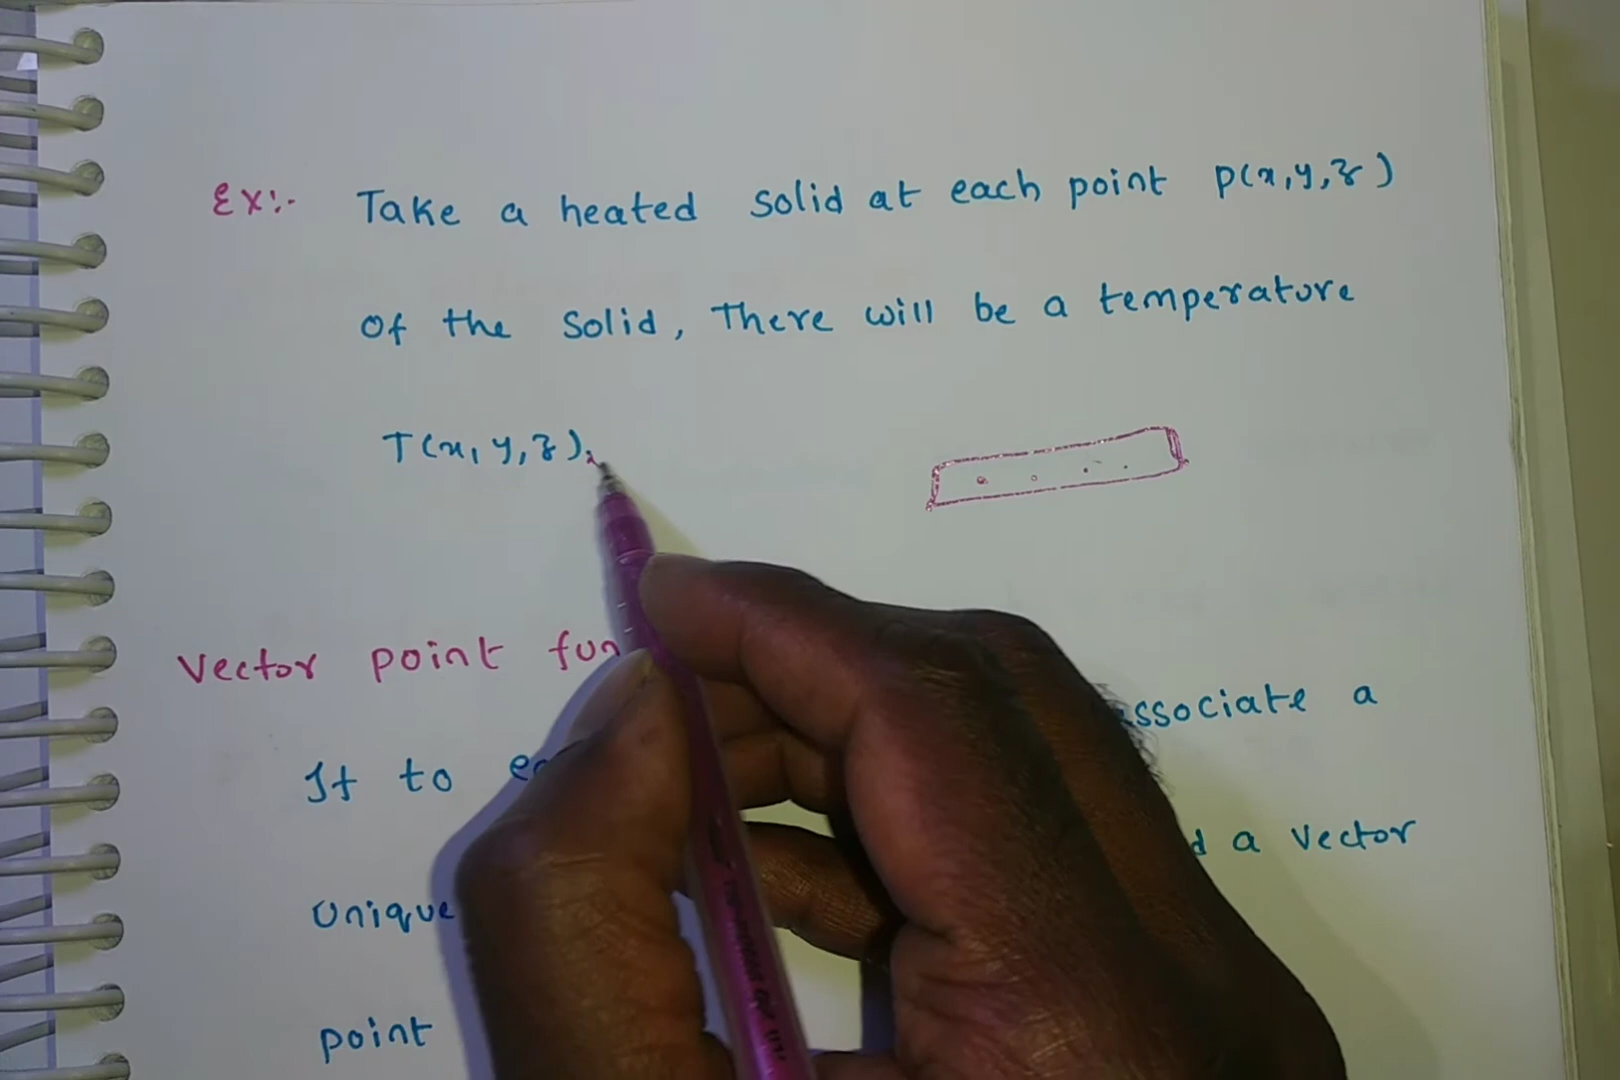 Ex:- Take a heated solid at each point P(x,y,z)
Of the solid, There will be a temperature
T(x, y, z).
Vector point fun
associate a
It to
d a vector
Unique
point